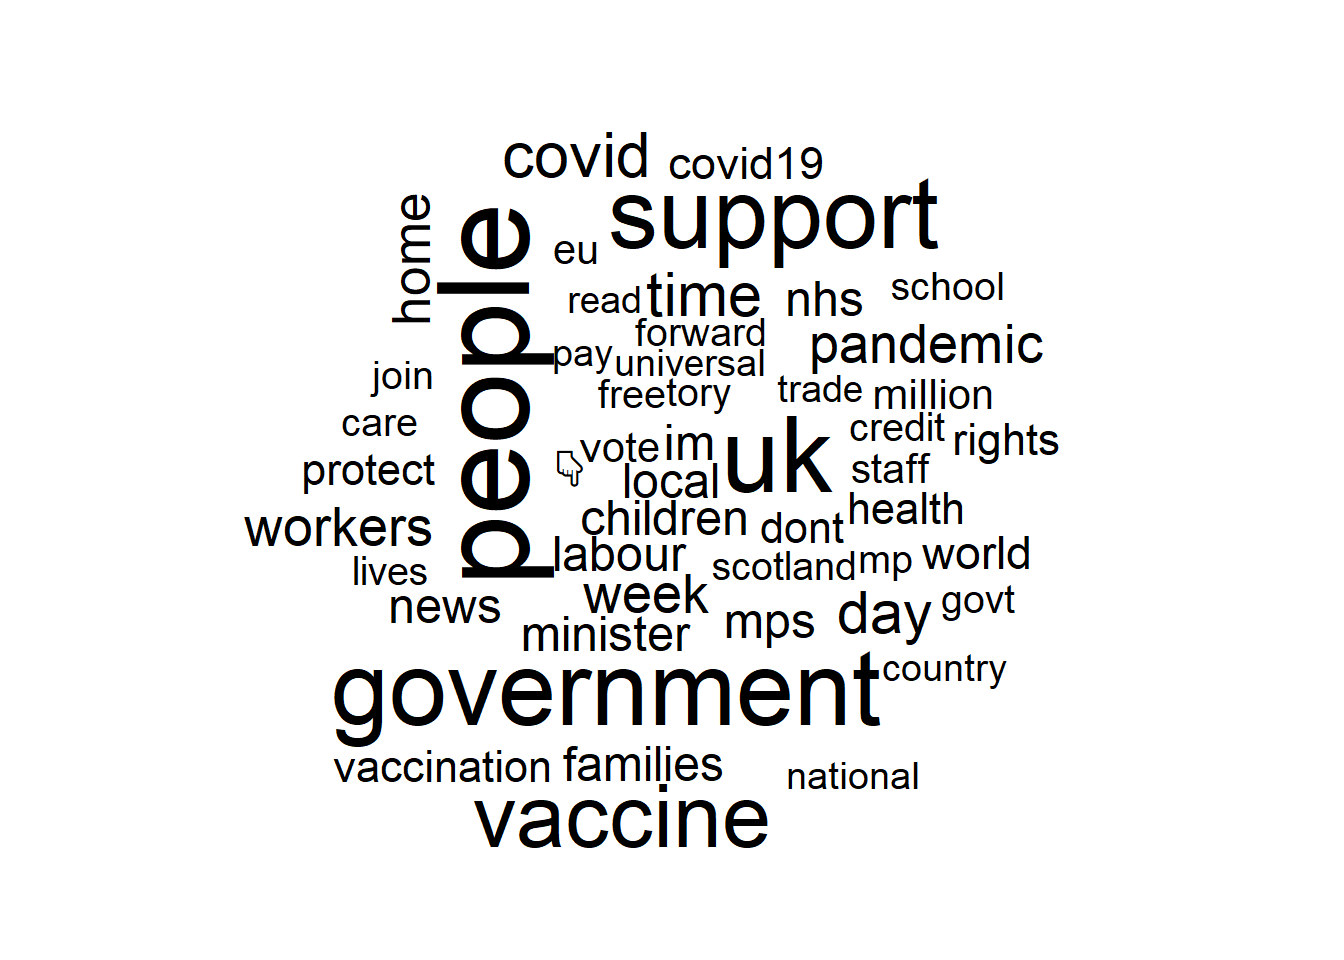 covid
covid19
support
home
people
eu
time
nhs
school
read
forward
pandemic
pay
universal
join
free
tory
trade
million
care
credit
rights
vote
im
uk
👇
protect
local
staff
workers
children
dont
health
labour
scotland
mp
world
lives
news
week
mps
day
govt
minister
government
country
vaccination
families
national
vaccine